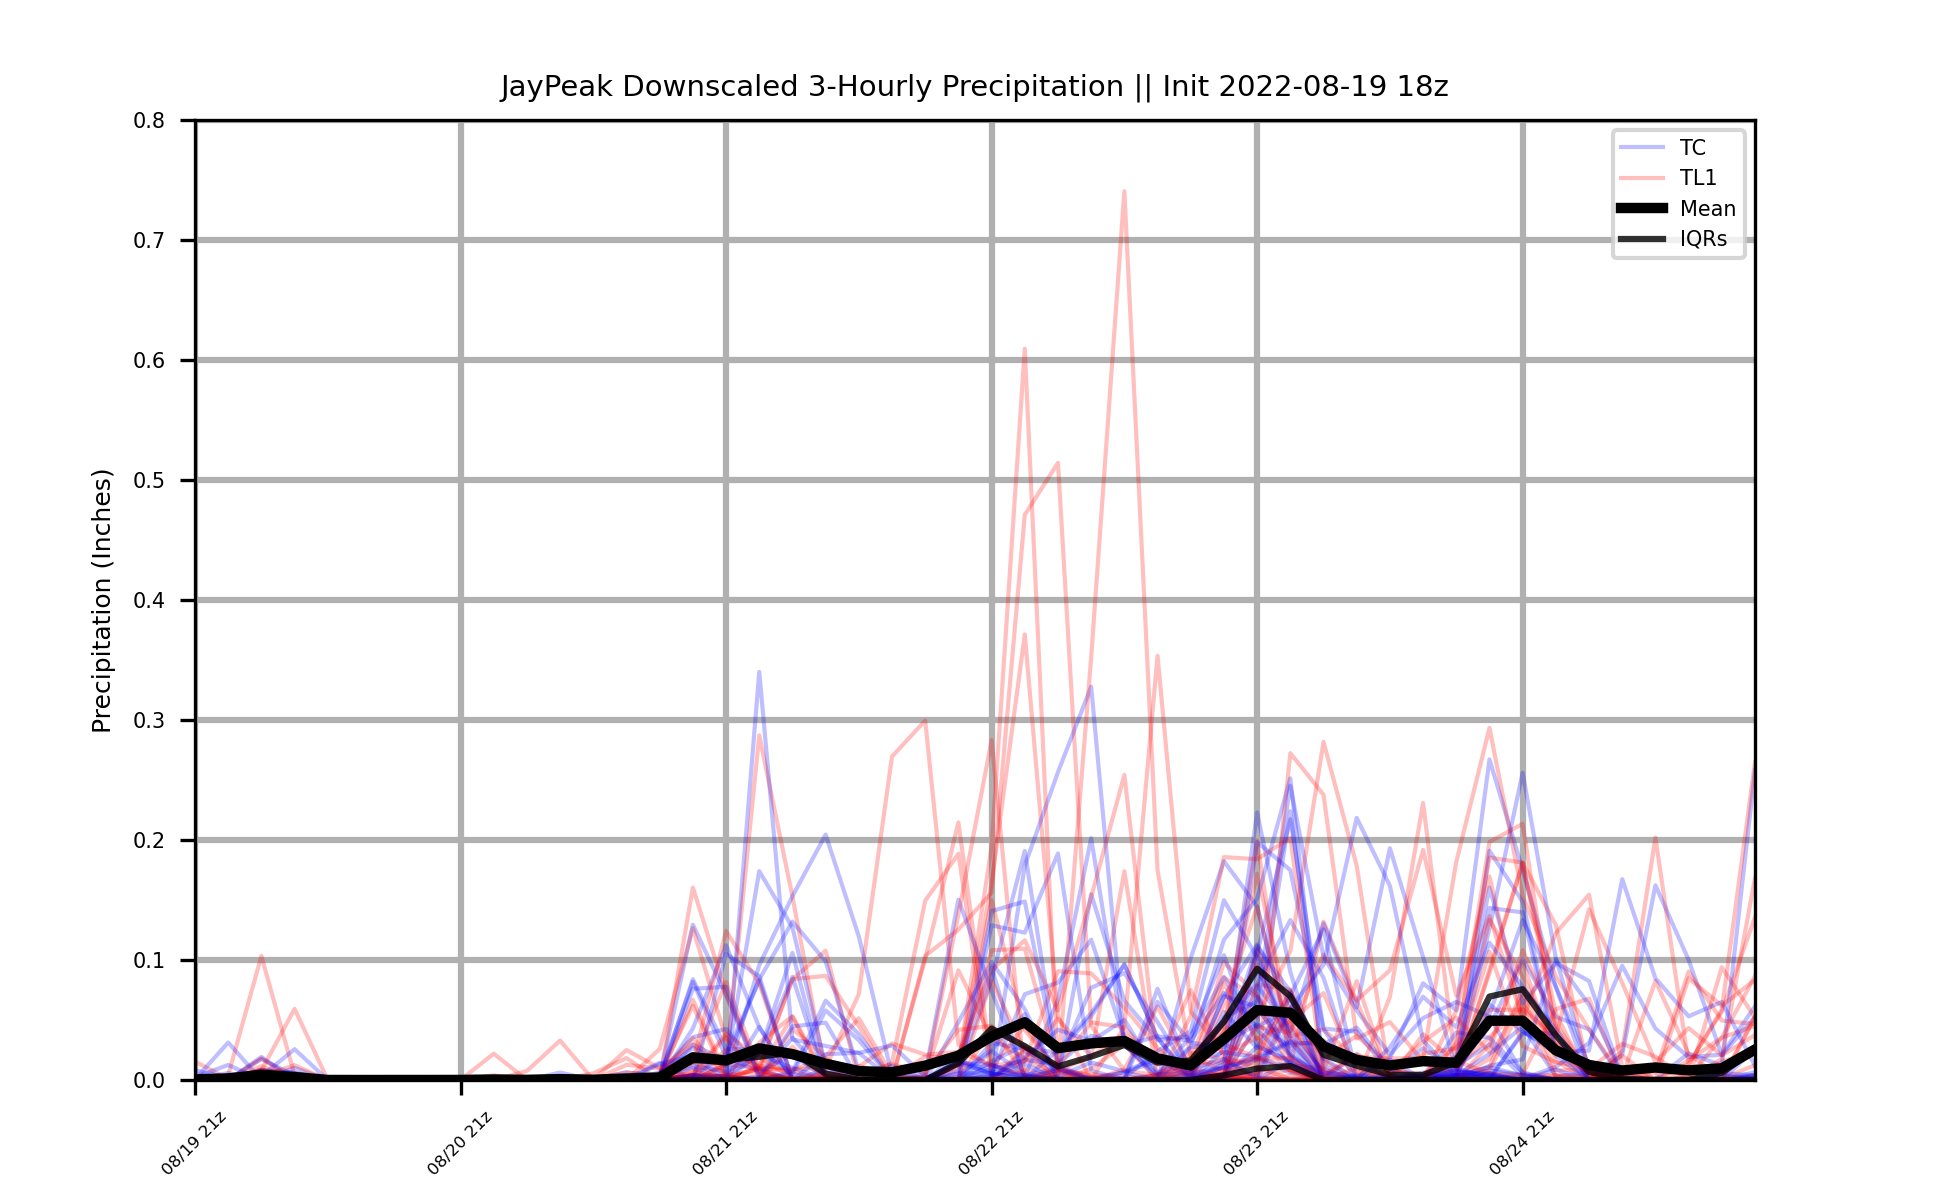 JayPeak Downscaled 3-Hourly Precipitation || Init 2022-08-19 18z
TC
TL1
Mean
IQRs
Precipitation (Inches)
0.8
0.7
0.6
0.5
0.4
0.3
0.2
0.1
0.0
08/19 21z
08/20 21z
08/21 21z
08/22 21z
08/23 21z
08/24 21z